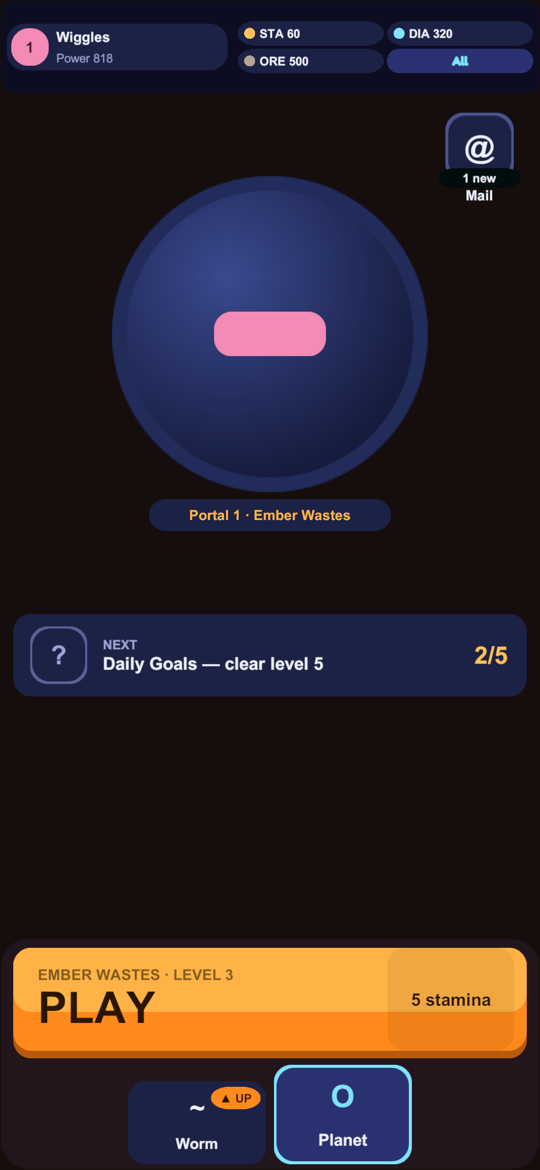 1
Wiggles
Power 818
STA 60
DIA 320
ORE 500
All
@
1 new
Mail
Portal 1 · Ember Wastes
?
NEXT
Daily Goals — clear level 5
2/5
EMBER WASTES · LEVEL 3
PLAY
5 stamina
~
▲ UP
Worm
O
Planet